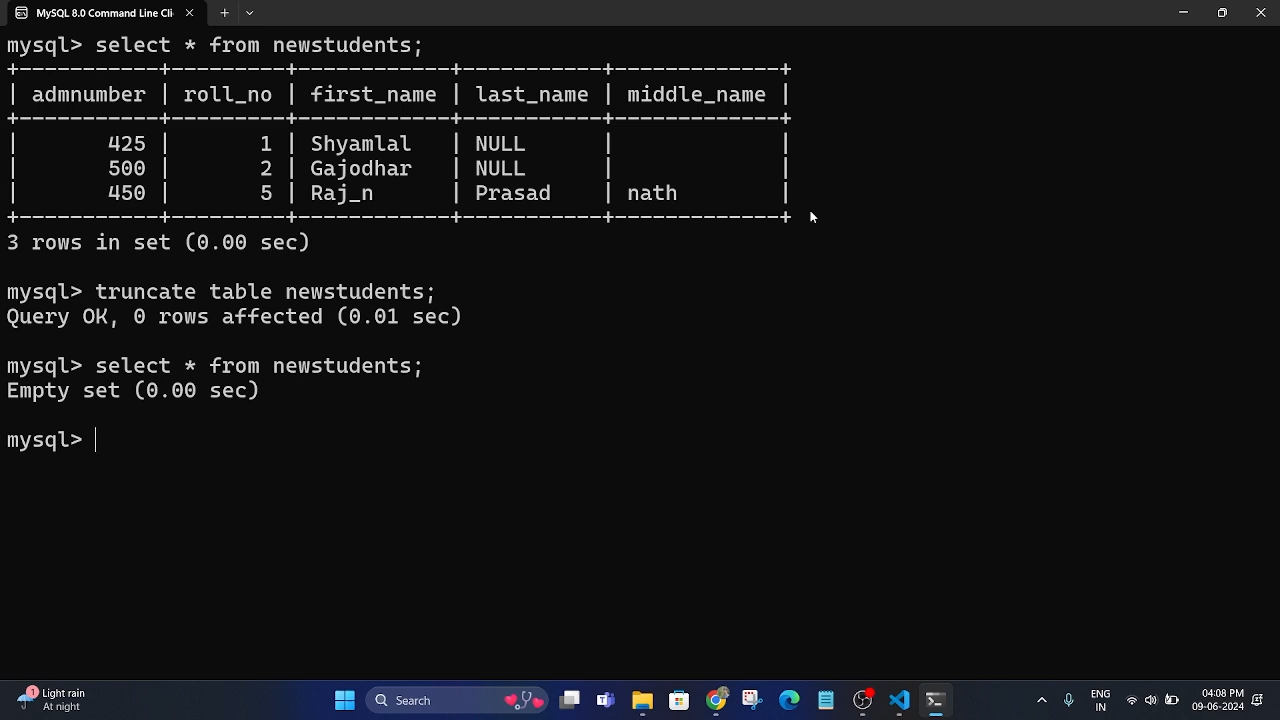 MySQL 8.0 Command Line Cli
mysql> select * from newstudents;
+-----------+---------+------------+-----------+-------------+
| admnumber | roll_no | first_name | last_name | middle_name |
+-----------+---------+------------+-----------+-------------+
|       425 |       1 | Shyamlal   | NULL      |             |
|       500 |       2 | Gajodhar   | NULL      |             |
|       450 |       5 | Raj_n      | Prasad    | nath        |
+-----------+---------+------------+-----------+-------------+
3 rows in set (0.00 sec)
mysql> truncate table newstudents;
Query OK, 0 rows affected (0.01 sec)
mysql> select * from newstudents;
Empty set (0.00 sec)
mysql>
1 Light rain
At night
Search
ENG
IN
04:08 PM
09-06-2024